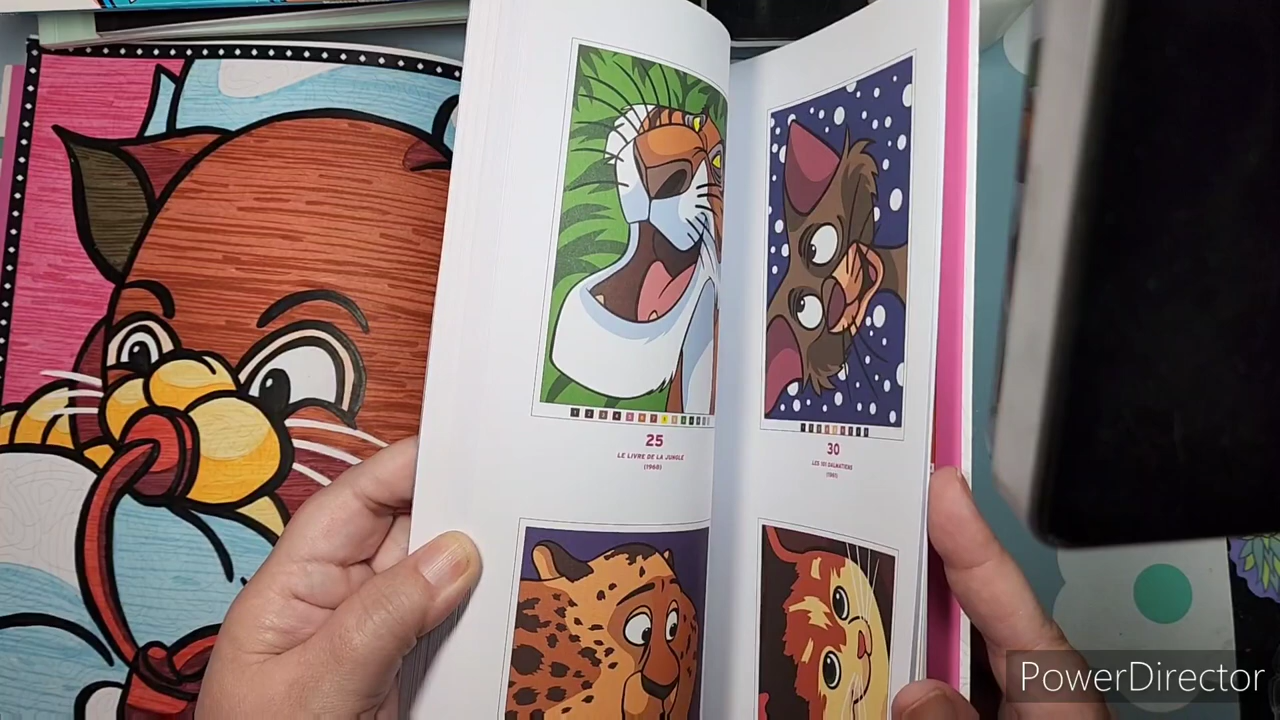 25
LE LIVRE DE LA JUNGLE
(1968)
30
LES 101 DALMATIENS
(1961)
PowerDirector